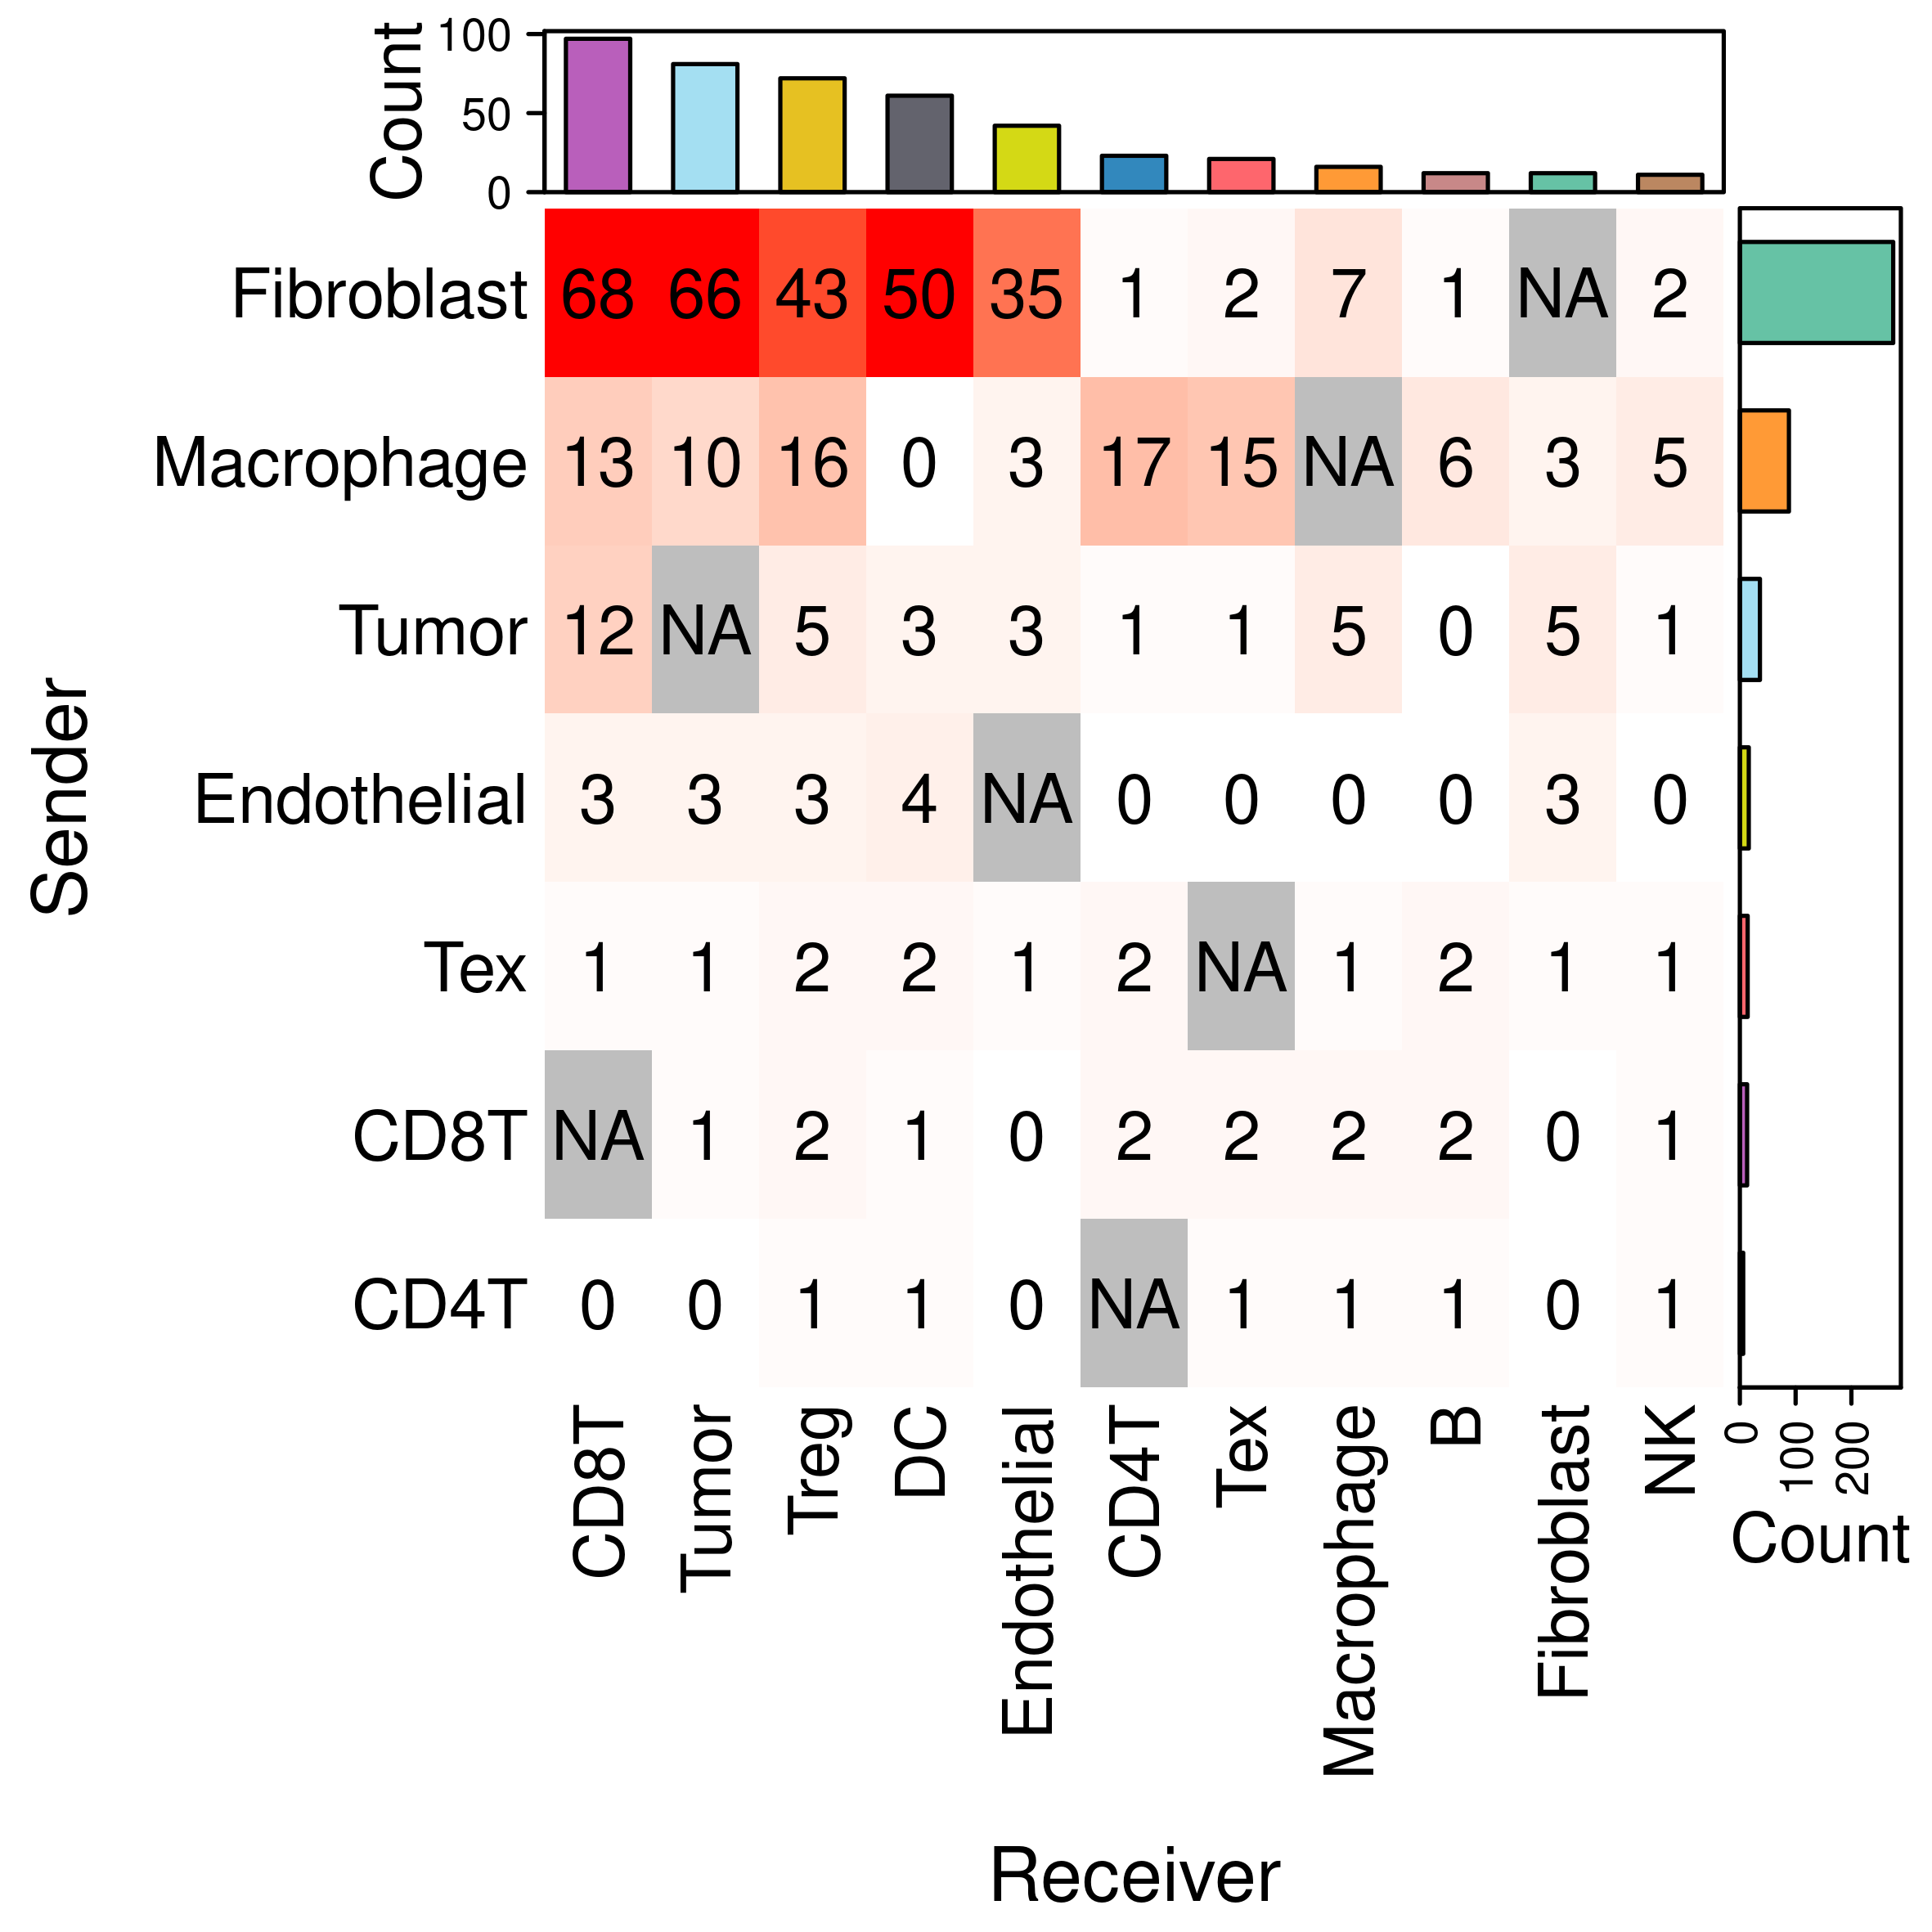 Count
100
50
0
Fibroblast 68 66 43 50 35 1 2 7 1 NA 2
Macrophage 13 10 16 0 3 17 15 NA 6 3 5
Tumor 12 NA 5 3 3 1 1 5 0 5 1
Endothelial 3 3 3 4 NA 0 0 0 0 3 0
Tex 1 1 2 2 1 2 NA 1 2 1 1
CD8T NA 1 2 1 0 2 2 2 2 0 1
CD4T 0 0 1 1 0 NA 1 1 1 0 1
Sender
CD8T Tumor Treg DC Endothelial CD4T Tex Macrophage B Fibroblast NK
0 100 200
Count
Receiver